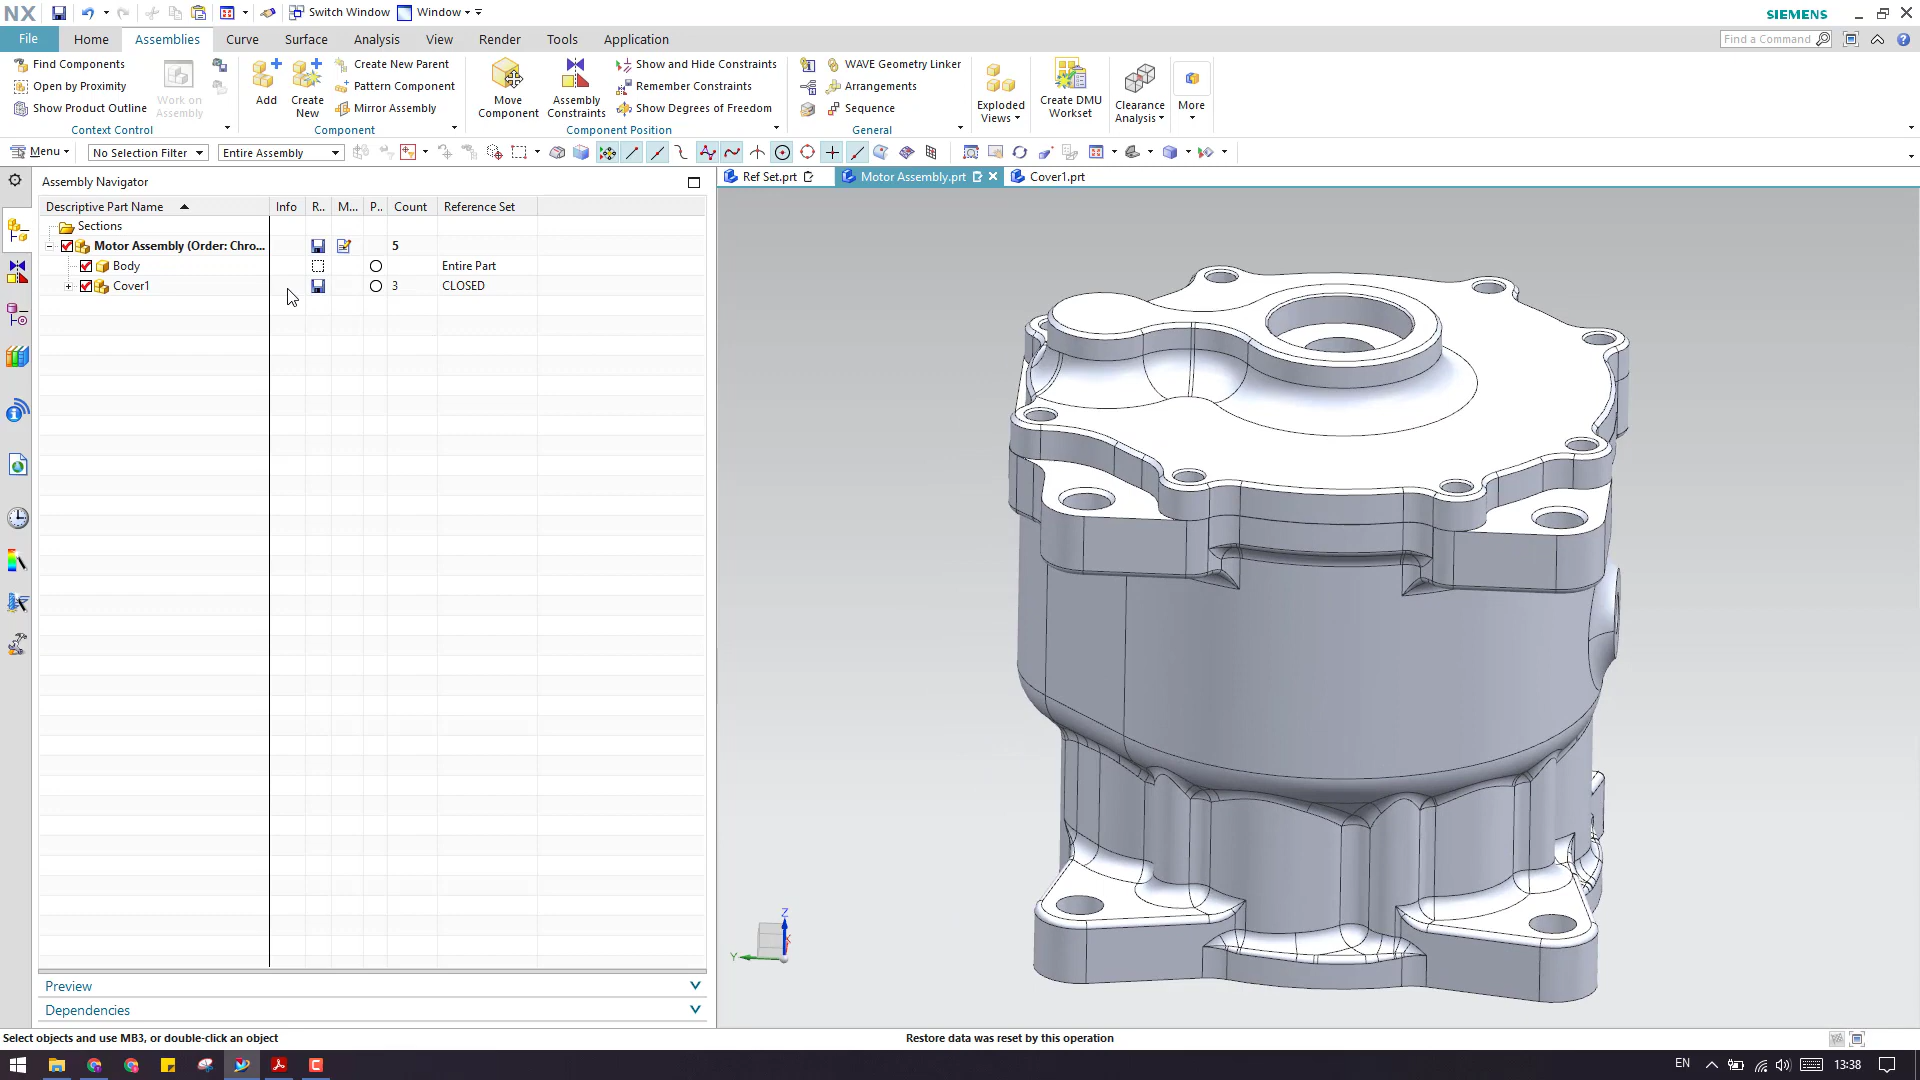 NX
Switch Window
Window
SIEMENS
File
Home
Assemblies
Curve
Surface
Analysis
View
Render
Tools
Application
Find a Command
Find Components
Open by Proximity
Show Product Outline
Work on
Assembly
Context Control
Add
Create
New
Create New Parent
Pattern Component
Mirror Assembly
Component
Move
Component
Assembly
Constraints
Show and Hide Constraints
Remember Constraints
Show Degrees of Freedom
Component Position
WAVE Geometry Linker
Arrangements
Sequence
General
Exploded
Views
Create DMU
Workset
Clearance
Analysis
More
Menu
No Selection Filter
Entire Assembly
Assembly Navigator
Ref Set.prt
Motor Assembly.prt
Cover1.prt
Descriptive Part Name
Info
R..
M...
P..
Count
Reference Set
Sections
Motor Assembly (Order: Chro...
5
Body
Entire Part
Cover1
3
CLOSED
Z
X
Y
Preview
Dependencies
Select objects and use MB3, or double-click an object
Restore data was reset by this operation
EN
13:38